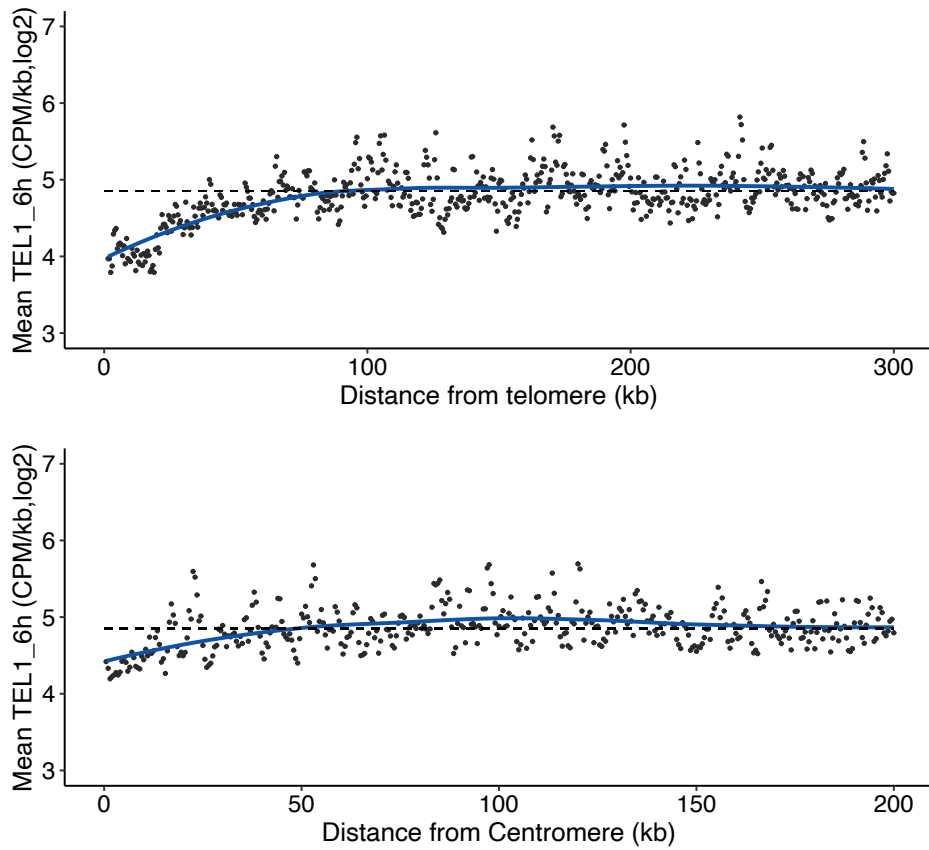 Mean TEL1_6h (CPM/kb,log2)
7
6
5
4
3
0 100 200 300
Distance from telomere (kb)
Mean TEL1_6h (CPM/kb,log2)
7
6
5
4
3
0 50 100 150 200
Distance from Centromere (kb)